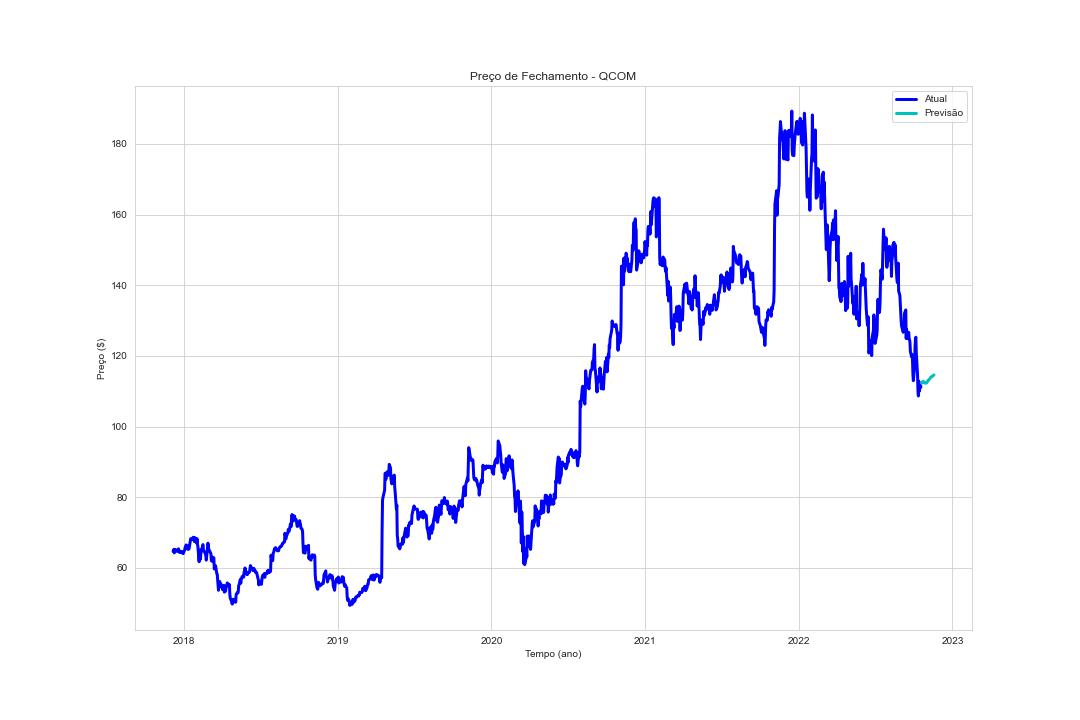 Preço de Fechamento - QCOM
Atual
Previsão
180
160
140
120
100
80
60
Preço ($)
2018
2019
2020
2021
2022
2023
Tempo (ano)